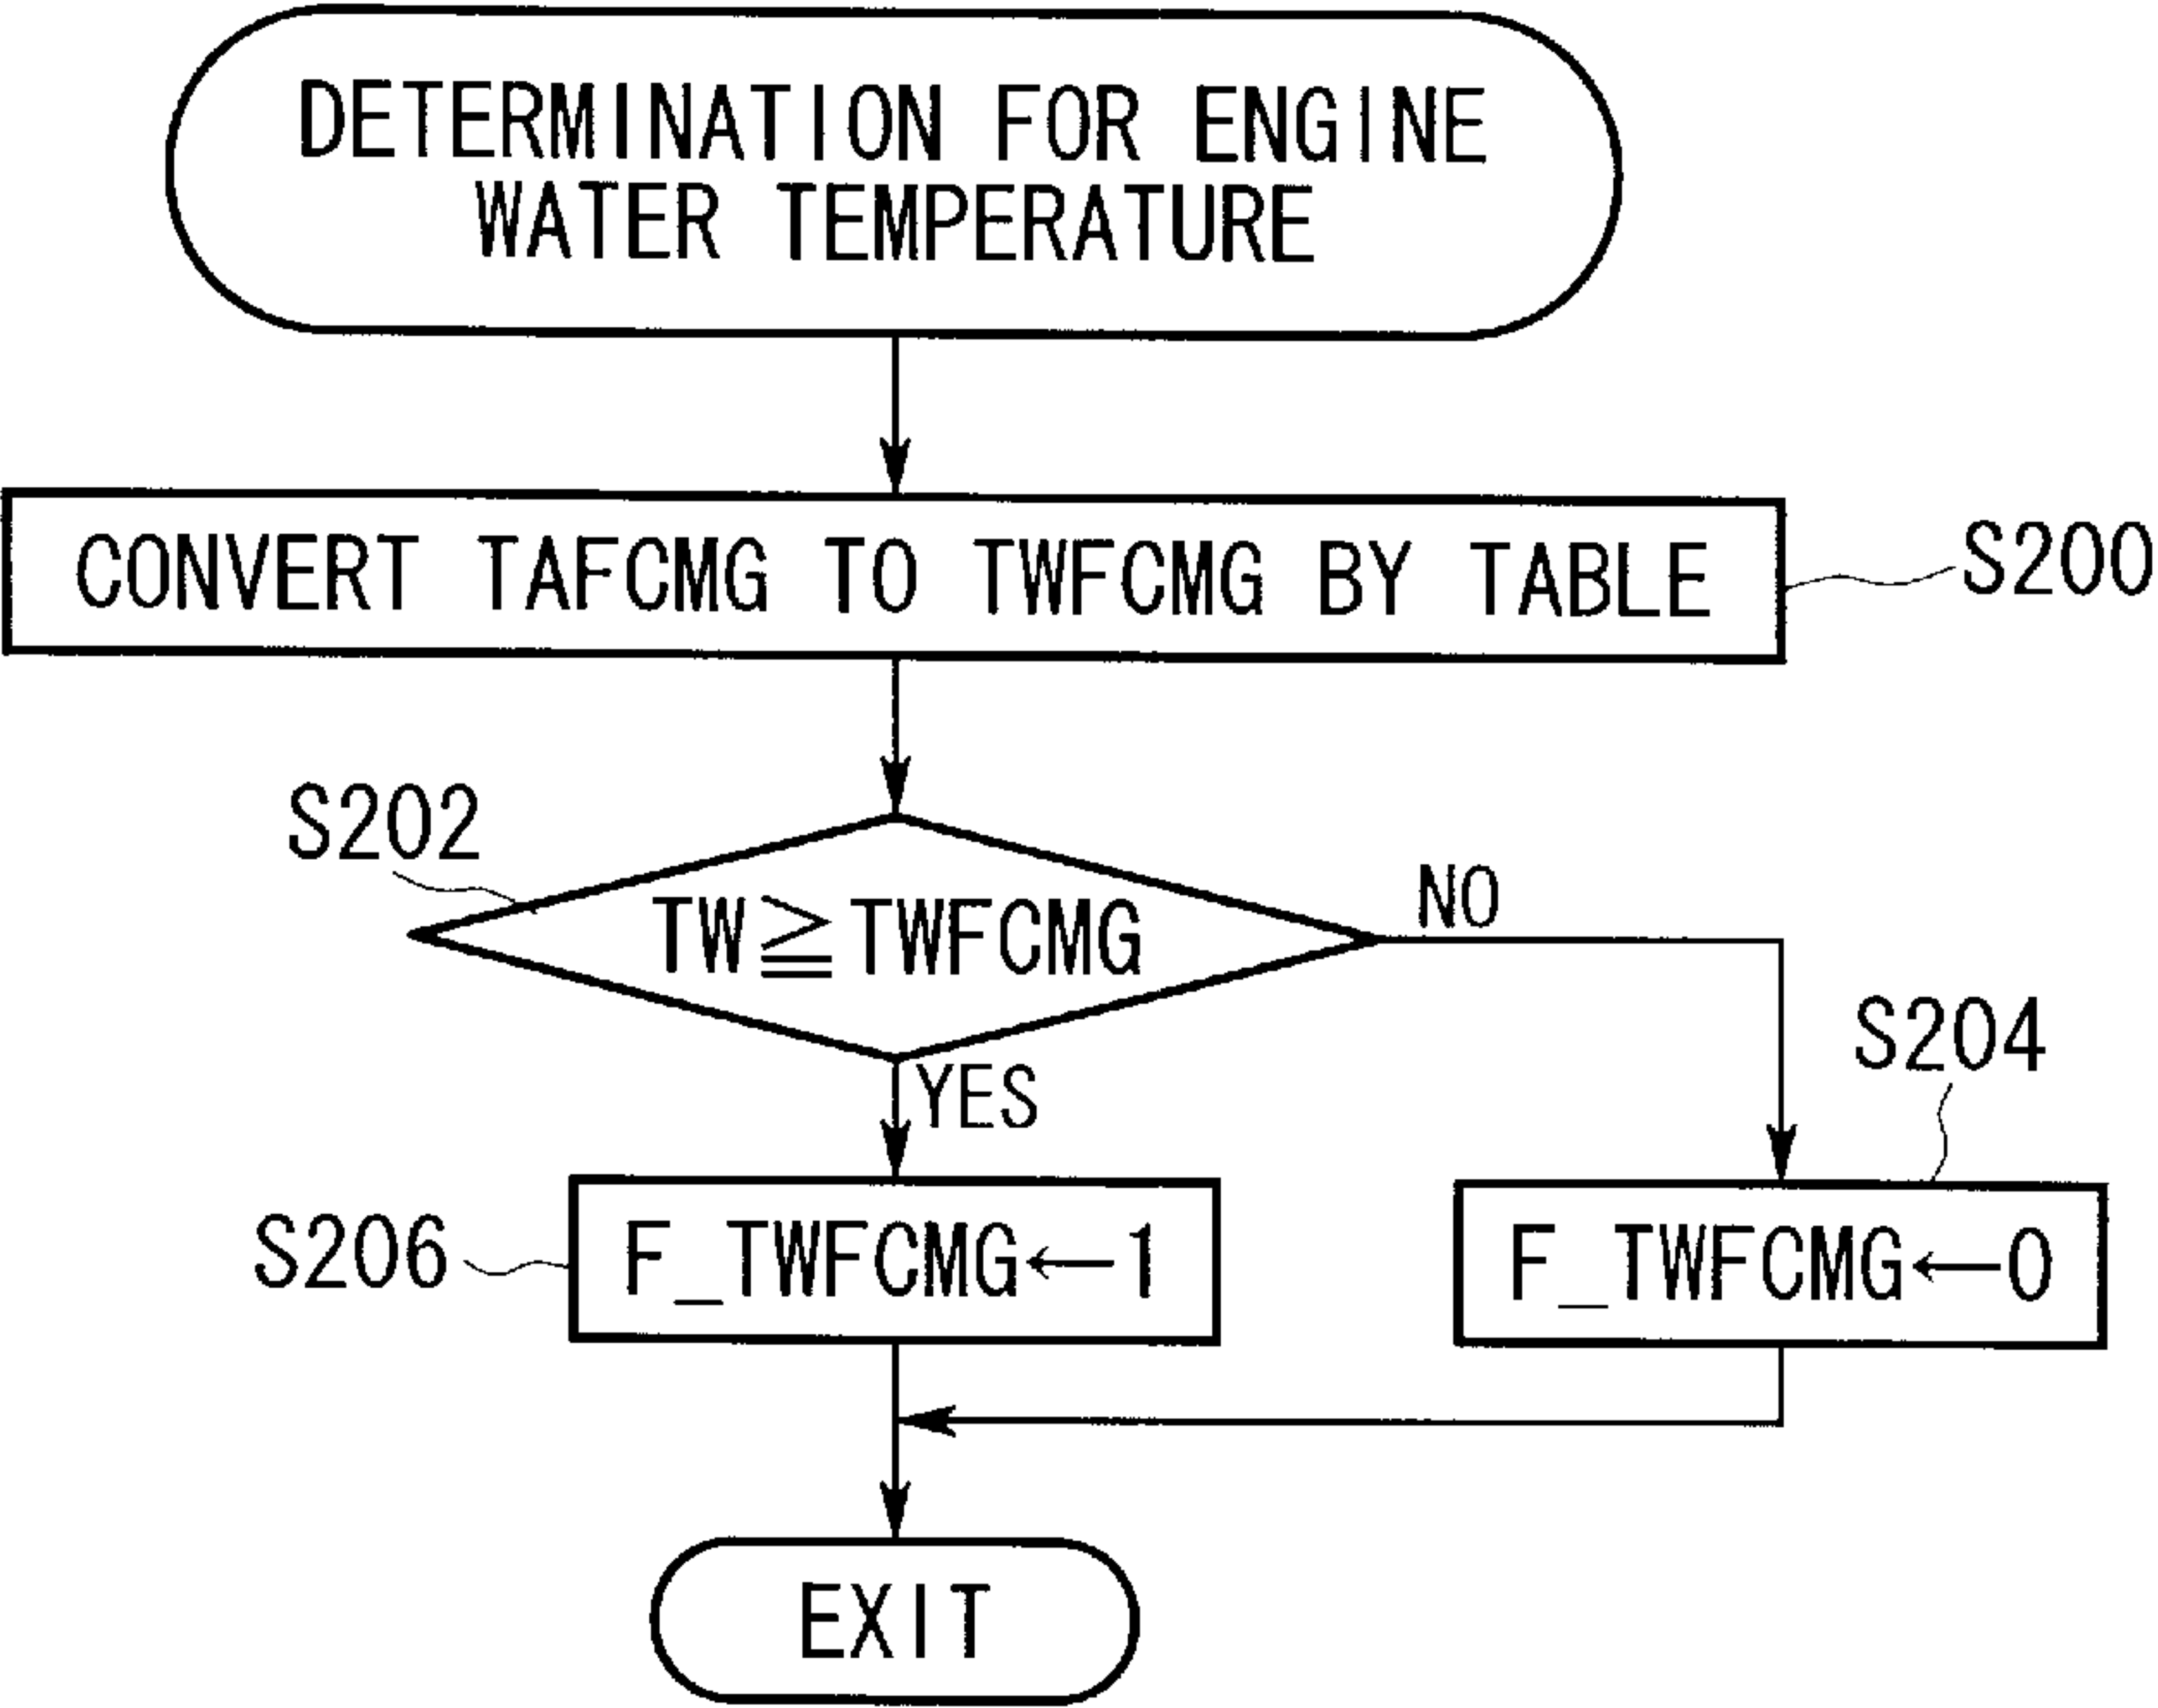 DETERMINATION FOR ENGINE
WATER TEMPERATURE
CONVERT TAFCMG TO TWFCMG BY TABLE
S200
S202
TW≧TWFCMG
NO
YES
S204
S206
F_TWFCMG←1
F_TWFCMG←0
EXIT